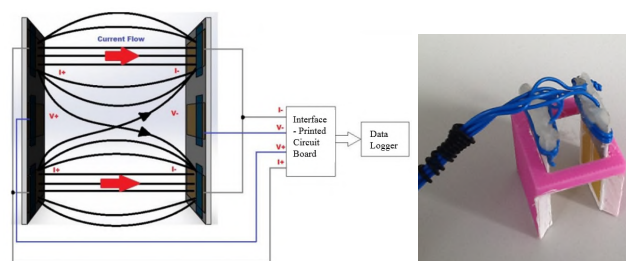 Current Flow
I+
I-
V+
V-
I+
I-
I-
V-
V+
I+
Interface
- Printed
Circuit
Board
Data
Logger